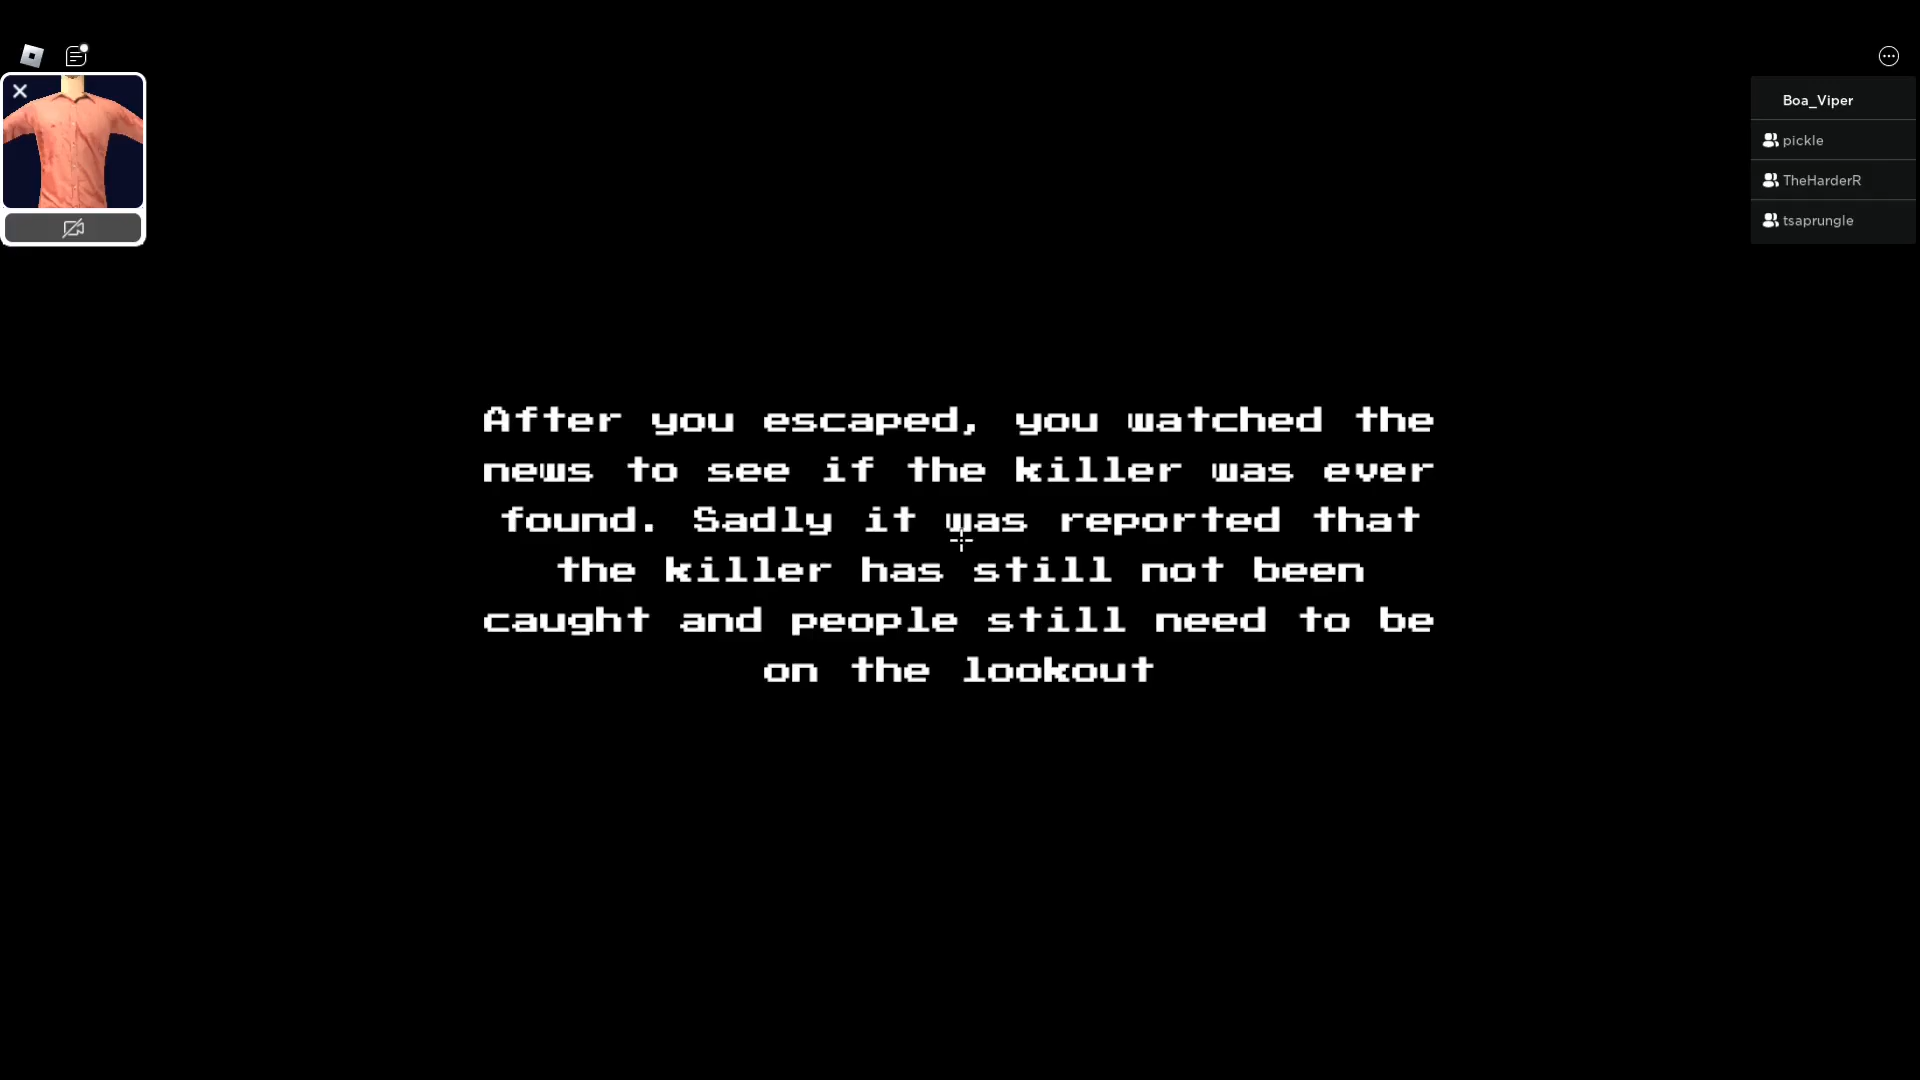 Boa_Viper
pickle
TheHarderR
tsaprungle
After you escaped, you watched the
news to see if the killer was ever
found. Sadly it was reported that
the killer has still not been
caught and people still need to be
on the lookout